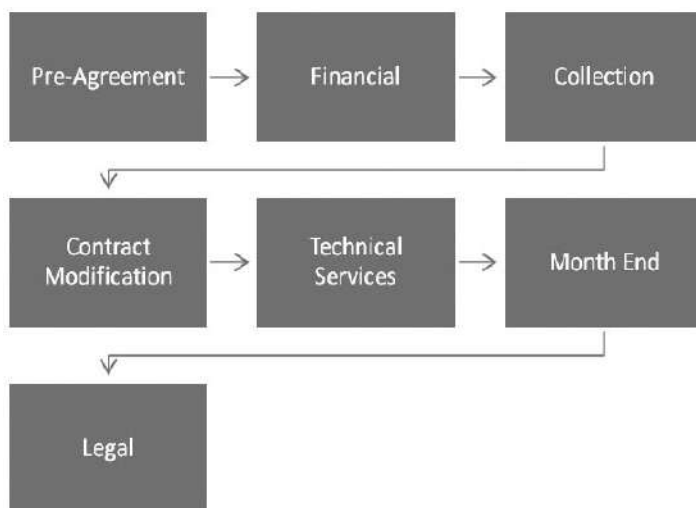 Pre-Agreement
Financial
Collection
Contract
Modification
Technical
Services
Month End
Legal